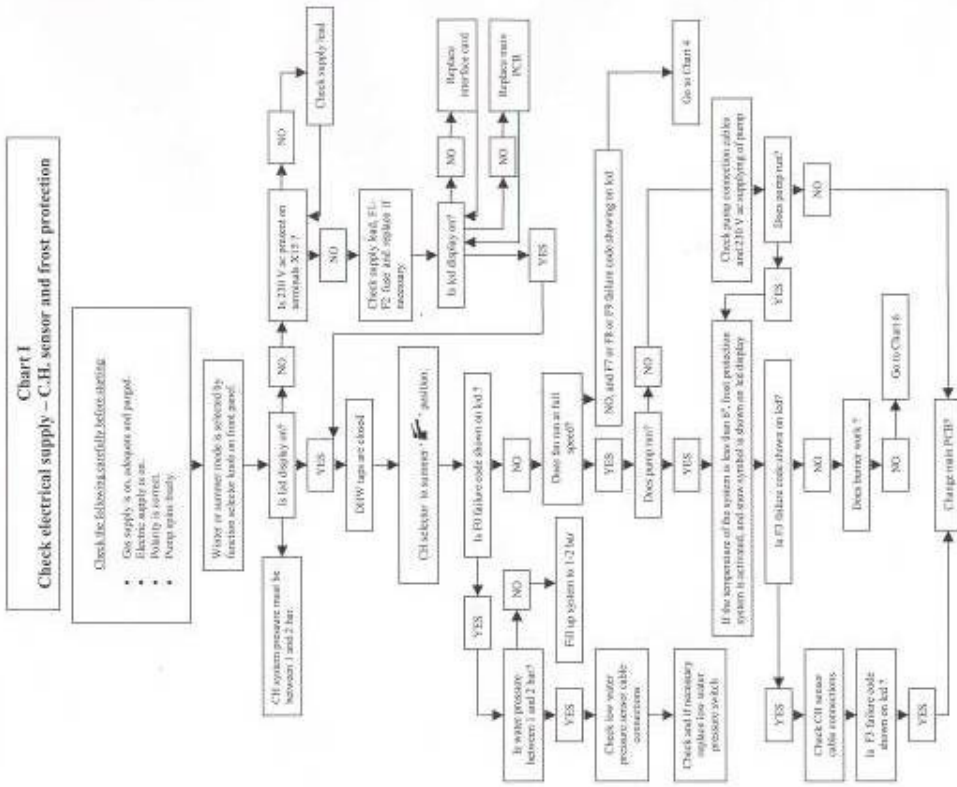 Chart 1
Check electrical supply – C.H. sensor and frost protection
Check the following carefully before starting:
• Gas supply is on, adequate and purged.
• Electric supply is on.
• Polarity is correct.
• Pump spins freely.
Winter or summer mode is selected by
function selector knob on front panel.
CH system pressure must be
between 1 and 2 bar.
Is lcd display on?
NO
Is 230 V ac present on
terminals X15 ?
NO
Check supply lead
YES
NO
DHW taps are closed
Check supply lead, F1-
F2 fuse and replace if
necessary
CH selector to summer " " position.
Is lcd display on?
NO
Replace
interface card
NO
Replace main
PCB
YES
Is F0 failure code shown on lcd ?
YES
NO
Is water pressure
between 1 and 2 bar?
NO
Fill up system to 1-2 bar
YES
Check low water
pressure sensor cable
connections
Check and if necessary
replace low water
pressure switch
Does fan run at full
speed?
NO, and F7 or F8 or F9 failure code showing on lcd
Go to Chart 4
YES
Does pump run?
NO
Check pump connection cables
and 230 V ac supplying of pump
YES
Does pump run?
YES
NO
If the temperature of the system is less than 6°, frost protection
system is activated, and snow symbol is shown on lcd display
Is F3 failure code shown on lcd?
YES
NO
Check CH sensor
cable connections
Does burner work ?
NO
Go to Chart 6
Is F3 failure code
shown on lcd ?
YES
Change main PCB?